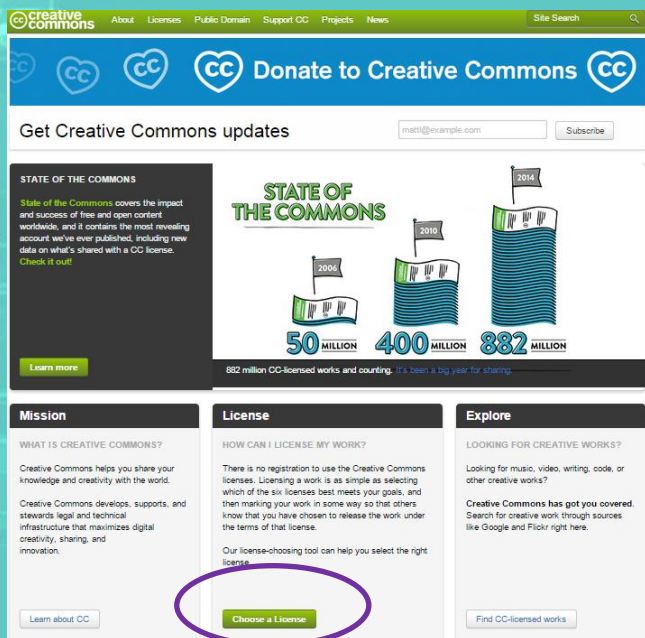 cc creative commons About Licenses Public Domain Support CC Projects News Site Search
cc cc cc cc Donate to Creative Commons cc
Get Creative Commons updates mattl@example.com Subscribe
STATE OF THE COMMONS
State of the Commons covers the impact
and success of free and open content
worldwide, and it contains the most revealing
account we've ever published, including new
data on what's shared with a CC license.
Check it out!
Learn more
STATE OF
THE COMMONS
2006
2010
2014
50 MILLION 400 MILLION 882 MILLION
882 million CC-licensed works and counting. It's been a big year for sharing.
Mission
WHAT IS CREATIVE COMMONS?
Creative Commons helps you share your
knowledge and creativity with the world.
Creative Commons develops, supports, and
stewards legal and technical
infrastructure that maximizes digital
creativity, sharing, and
innovation.
Learn about CC
License
HOW CAN I LICENSE MY WORK?
There is no registration to use the Creative Commons
licenses. Licensing a work is as simple as selecting
which of the six licenses best meets your goals, and
then marking your work in some way so that others
know that you have chosen to release the work under
the terms of that license.
Our license-choosing tool can help you select the right
license.
Choose a License
Explore
LOOKING FOR CREATIVE WORKS?
Looking for music, video, writing, code, or
other creative works?
Creative Commons has got you covered.
Search for creative work through sources
like Google and Flickr right here.
Find CC-licensed works